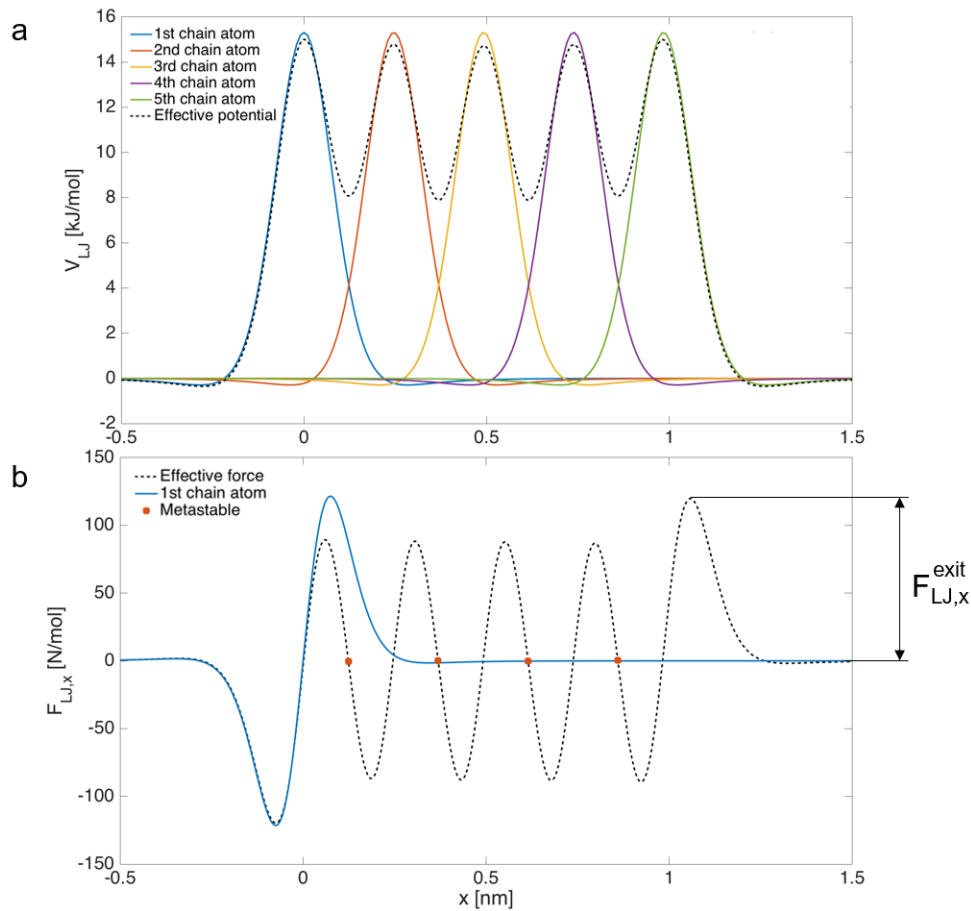 a
16
14
12
10
8
6
4
2
0
-2
V_LJ [kJ/mol]
1st chain atom
2nd chain atom
3rd chain atom
4th chain atom
5th chain atom
Effective potential
-0.5 0 0.5 1 1.5
b
150
100
50
0
-50
-100
-150
F_LJ,x [N/mol]
Effective force
1st chain atom
Metastable
F_LJ,x^exit
-0.5 0 0.5 1 1.5
x [nm]